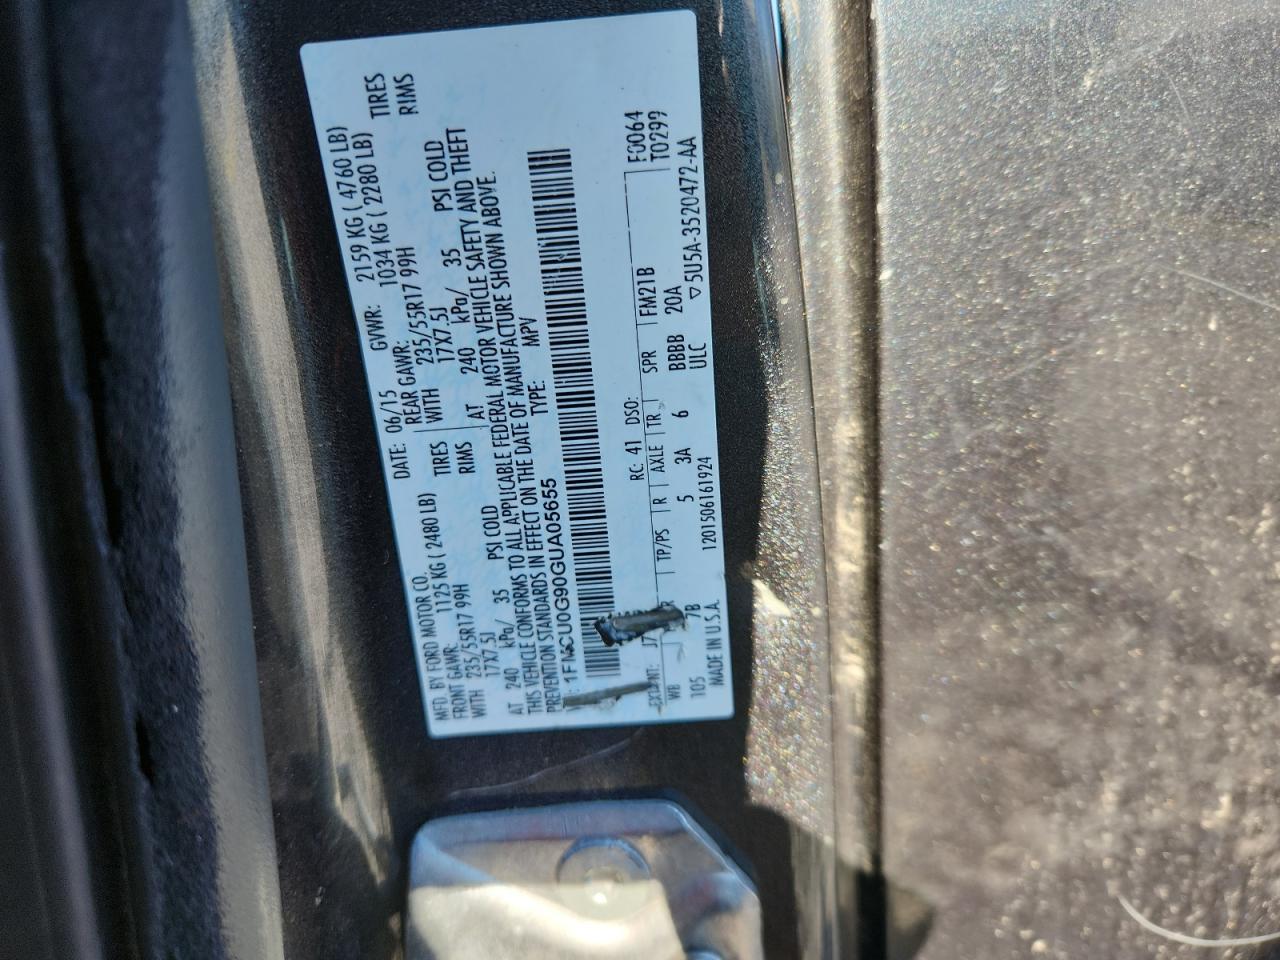 MFD. BY FORD MOTOR CO.
DATE: 06/15 GVWR: 2159 KG ( 4760 LB)
FRONT GAWR: 1125 KG ( 2480 LB) REAR GAWR: 1034 KG ( 2280 LB)
WITH 235/55R17 99H TIRES WITH 235/55R17 99H TIRES
17X7.5J RIMS 17X7.5J RIMS
AT 240 kPa/ 35 PSI COLD AT 240 kPa/ 35 PSI COLD
THIS VEHICLE CONFORMS TO ALL APPLICABLE FEDERAL MOTOR VEHICLE SAFETY AND THEFT
PREVENTION STANDARDS IN EFFECT ON THE DATE OF MANUFACTURE SHOWN ABOVE.
1FMCU0G90GUA05655 TYPE: MPV
F0064
T0299
EXT PNT: J7 RC: 41 DSO: FM21B
WB TP/PS R AXLE TR SPR
105 7B 5 3A 6 BBBB 20A
MADE IN U.S.A. 1201506161924 ULC ▽5U5A-3520472-AA